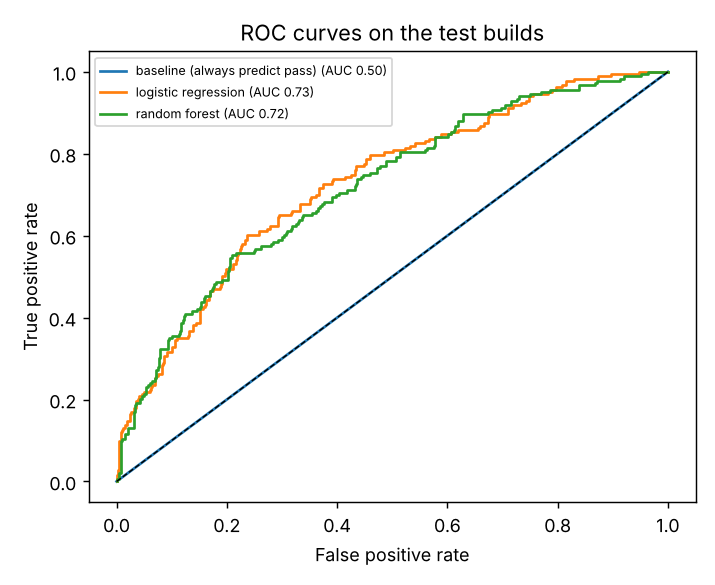 ROC curves on the test builds
baseline (always predict pass) (AUC 0.50)
logistic regression (AUC 0.73)
random forest (AUC 0.72)
True positive rate
1.0
0.8
0.6
0.4
0.2
0.0
0.0 0.2 0.4 0.6 0.8 1.0
False positive rate